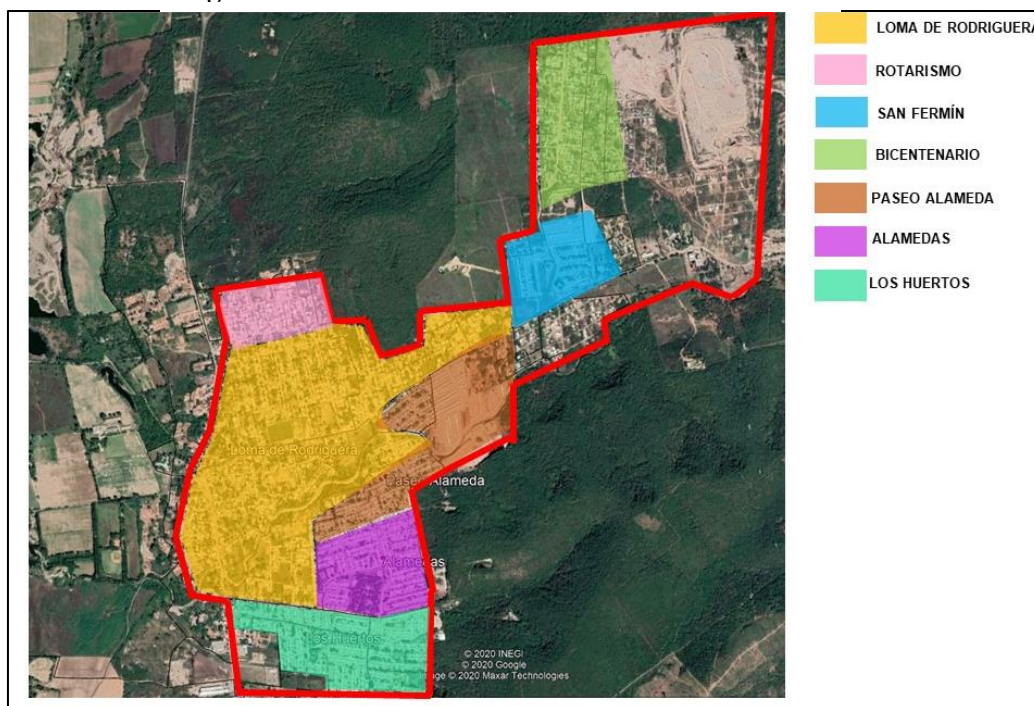 LOMA DE RODRIGUERA
ROTARISMO
SAN FERMÍN
BICENTENARIO
PASEO ALAMEDA
ALAMEDAS
LOS HUERTOS
Loma de Rodriguera
Paseo Alameda
Alamedas
Los Huertos
© 2020 INEGI
© 2020 Google
© 2020 Maxar Technologies